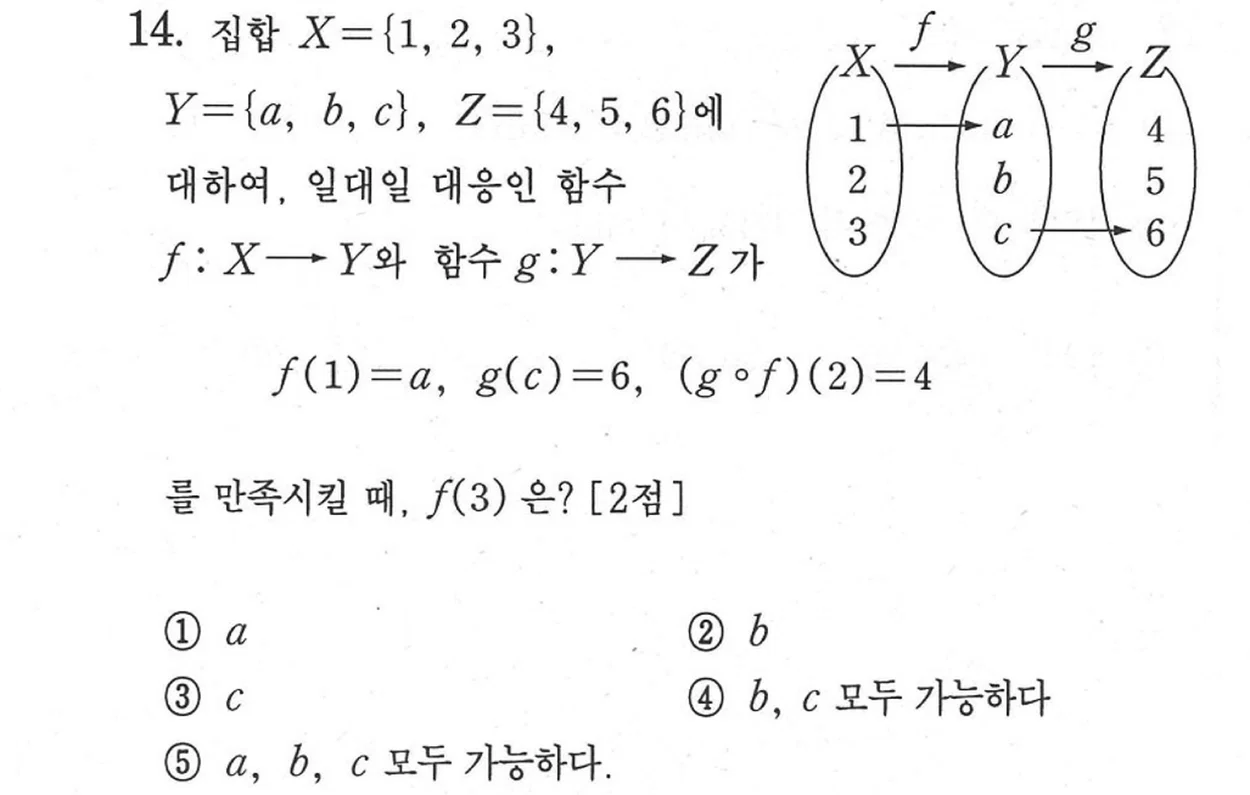 14. 집합 X={1, 2, 3},
Y={a, b, c}, Z={4, 5, 6}에
대하여, 일대일 대응인 함수
f : X→Y와 함수 g : Y→Z가
X f Y g Z
1 a 4
2 b 5
3 c 6
f(1)=a, g(c)=6, (g∘f)(2)=4
를 만족시킬 때, f(3)은? [2점]
① a ② b
③ c ④ b, c 모두 가능하다
⑤ a, b, c 모두 가능하다.